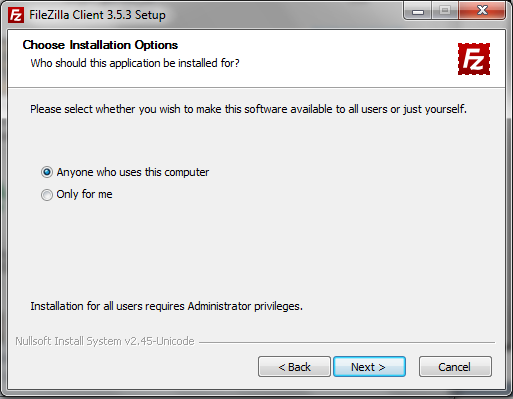 FileZilla Client 3.5.3 Setup
Choose Installation Options
Who should this application be installed for?
Fz
Please select whether you wish to make this software available to all users or just yourself.
Anyone who uses this computer
Only for me
Installation for all users requires Administrator privileges.
Nullsoft Install System v2.45-Unicode
< Back
Next >
Cancel